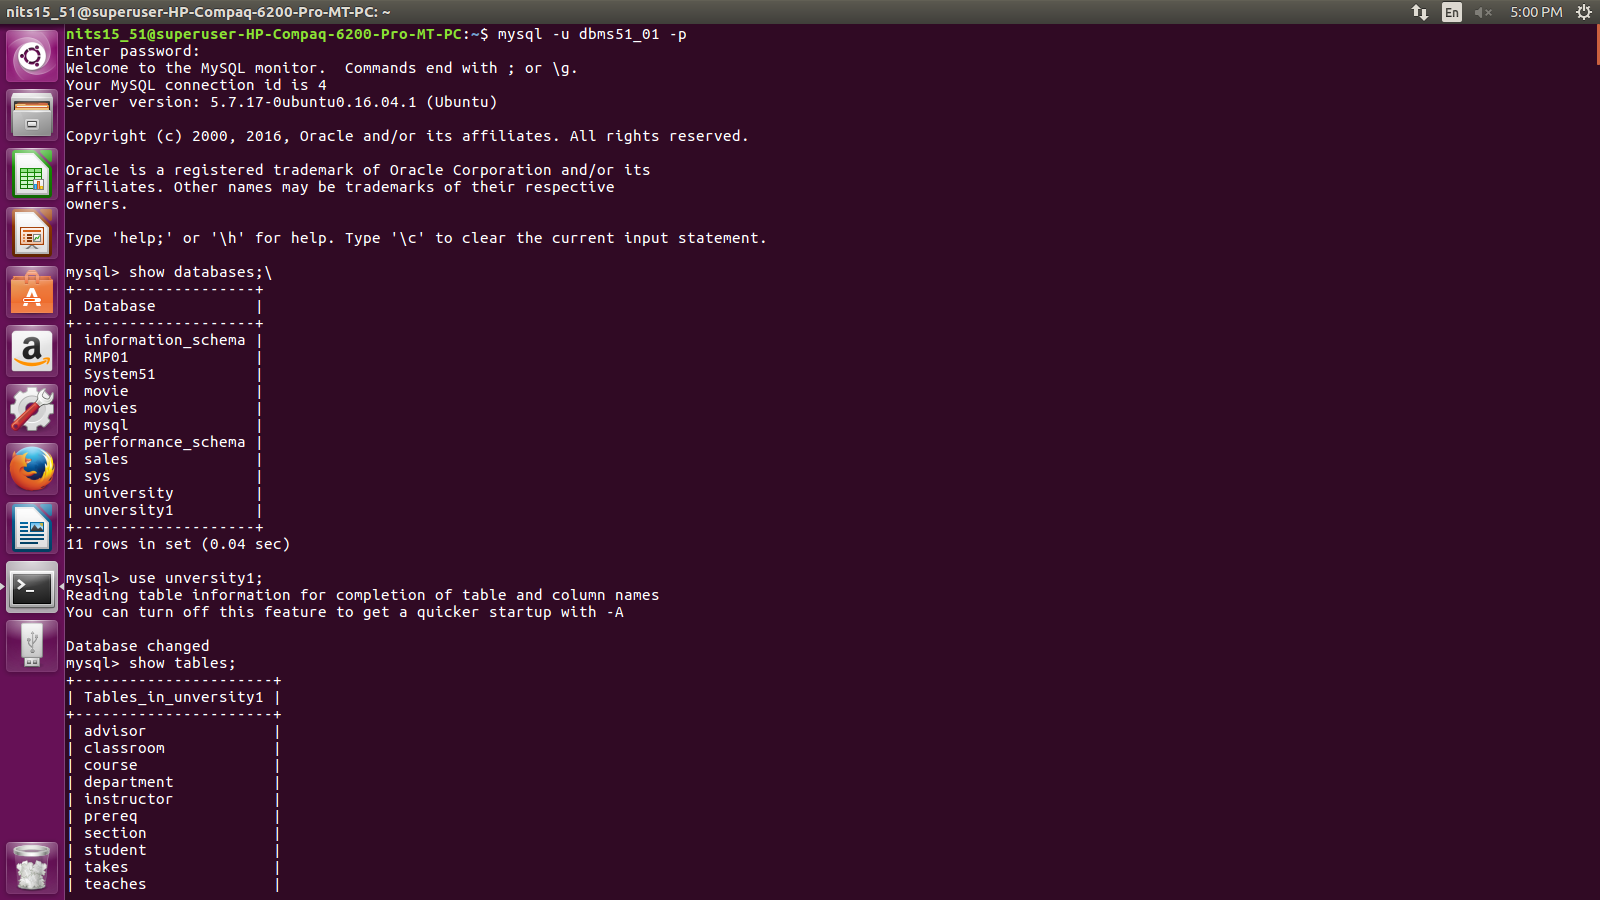 nits15_51@superuser-HP-Compaq-6200-Pro-MT-PC: ~
En
5:00 PM
nits15_51@superuser-HP-Compaq-6200-Pro-MT-PC:~$ mysql -u dbms51_01 -p
Enter password:
Welcome to the MySQL monitor.  Commands end with ; or \g.
Your MySQL connection id is 4
Server version: 5.7.17-0ubuntu0.16.04.1 (Ubuntu)
Copyright (c) 2000, 2016, Oracle and/or its affiliates. All rights reserved.
Oracle is a registered trademark of Oracle Corporation and/or its
affiliates. Other names may be trademarks of their respective
owners.
Type 'help;' or '\h' for help. Type '\c' to clear the current input statement.
mysql> show databases;\
+--------------------+
| Database           |
+--------------------+
| information_schema |
| RMP01              |
| System51           |
| movie              |
| movies             |
| mysql              |
| performance_schema |
| sales              |
| sys                |
| university         |
| unversity1         |
+--------------------+
11 rows in set (0.04 sec)
mysql> use unversity1;
Reading table information for completion of table and column names
You can turn off this feature to get a quicker startup with -A
Database changed
mysql> show tables;
+----------------------+
| Tables_in_unversity1 |
+----------------------+
| advisor              |
| classroom            |
| course               |
| department           |
| instructor           |
| prereq               |
| section              |
| student              |
| takes                |
| teaches              |